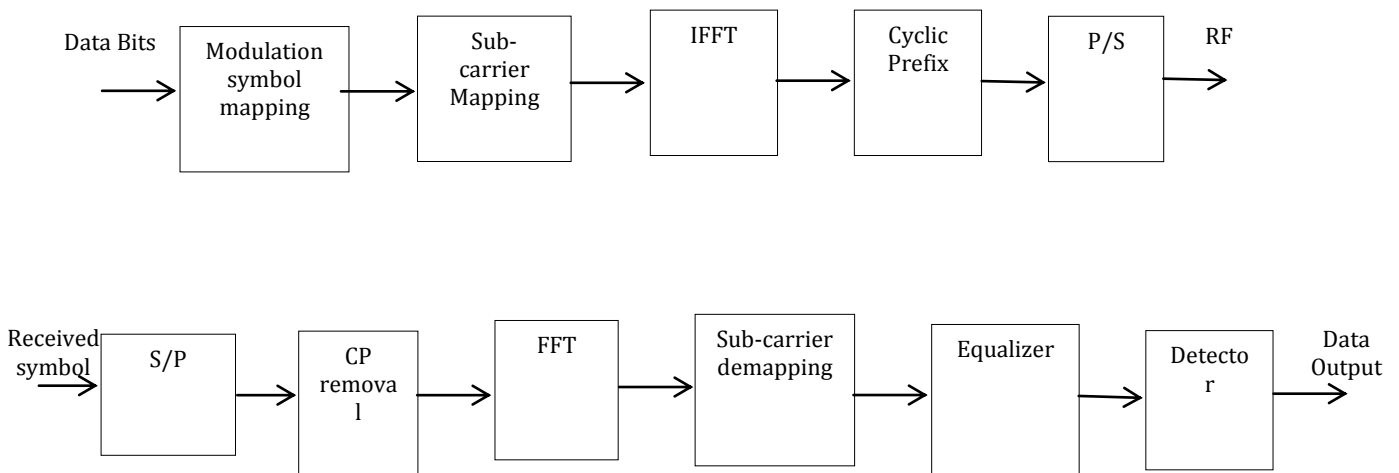 Data Bits
Modulation
symbol
mapping
Sub-
carrier
Mapping
IFFT
Cyclic
Prefix
P/S
RF
Received
symbol
S/P
CP
remova
l
FFT
Sub-carrier
demapping
Equalizer
Detecto
r
Data
Output